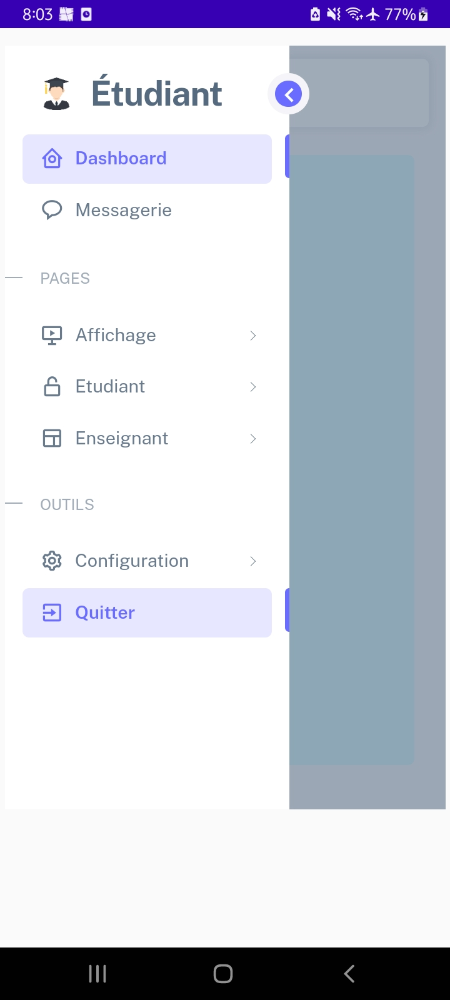 8:03
77%
Étudiant
Dashboard
Messagerie
PAGES
Affichage
Etudiant
Enseignant
OUTILS
Configuration
Quitter